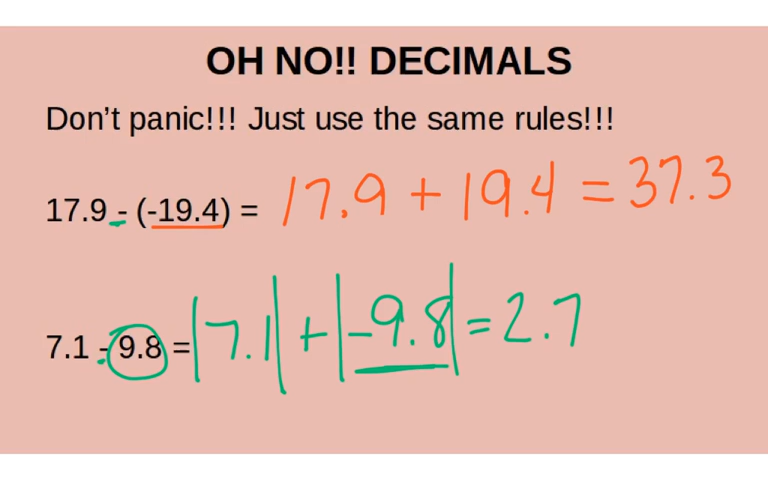 OH NO!! DECIMALS
Don't panic!!! Just use the same rules!!!
17.9 - (-19.4) = 17.9 + 19.4 = 37.3
7.1 - 9.8 = |7.1| + |-9.8| = 2.7